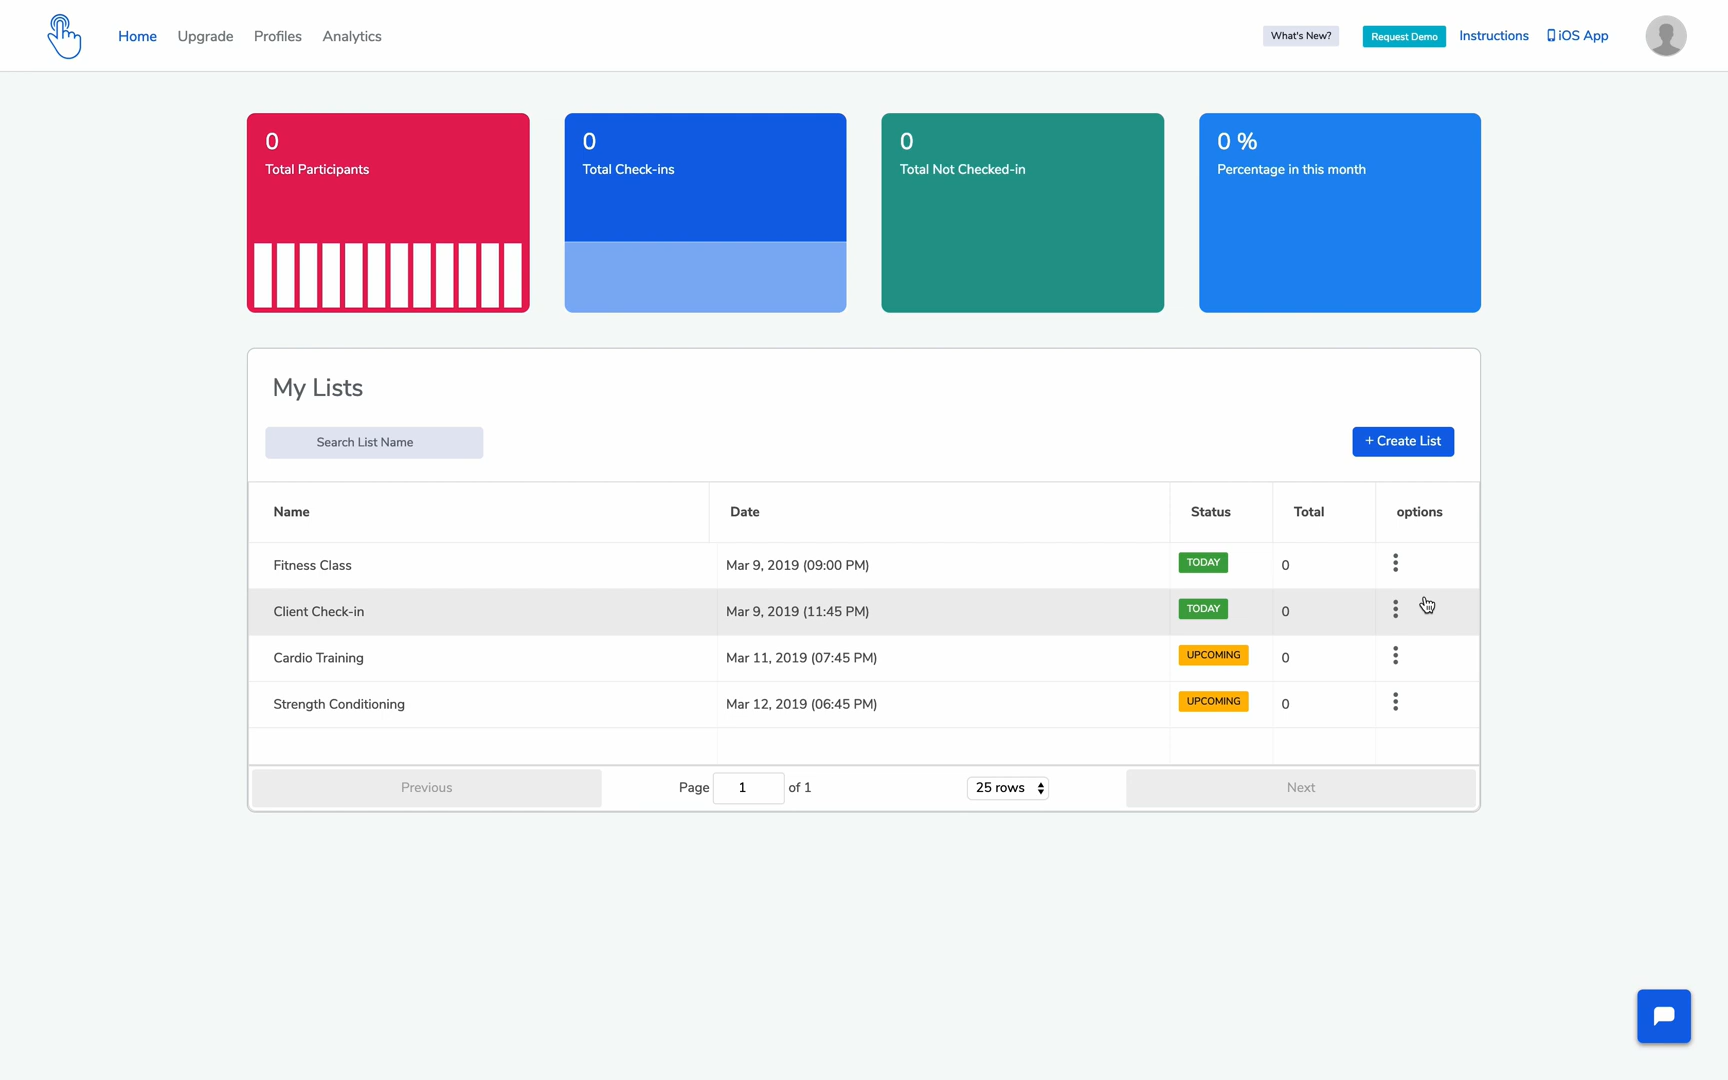 Home Upgrade Profiles Analytics What's New? Request Demo Instructions iOS App
0 0 0 0 %
Total Participants Total Check-ins Total Not Checked-in Percentage in this month
My Lists
Search List Name + Create List
Name Date Status Total options
Fitness Class Mar 9, 2019 (09:00 PM) TODAY 0
Client Check-in Mar 9, 2019 (11:45 PM) TODAY 0
Cardio Training Mar 11, 2019 (07:45 PM) UPCOMING 0
Strength Conditioning Mar 12, 2019 (06:45 PM) UPCOMING 0
Previous Page 1 of 1 25 rows Next